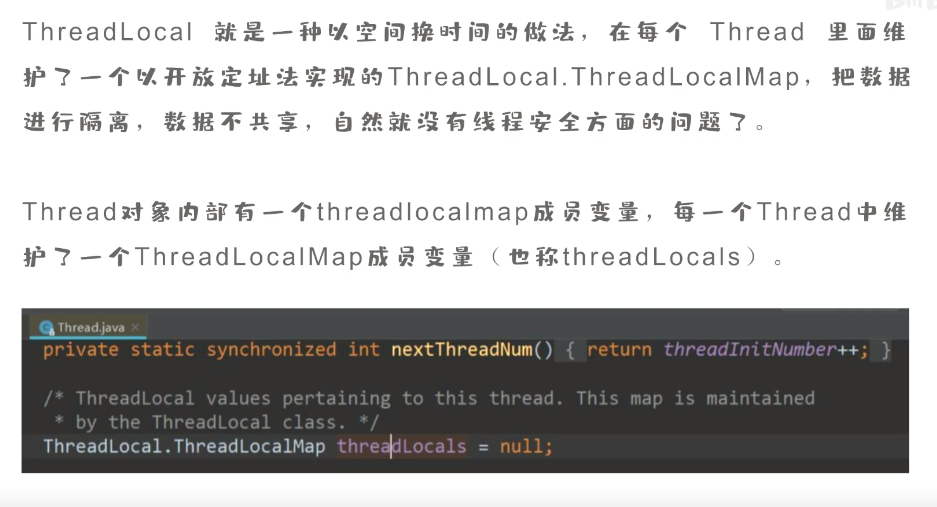 ThreadLocal 就是一种以空间换时间的做法，在每个 Thread 里面维
护了一个以开放定址法实现的ThreadLocal.ThreadLocalMap，把数据
进行隔离，数据不共享，自然就没有线程安全方面的问题了。
Thread对象内部有一个threadlocalmap成员变量，每一个Thread中维
护了一个ThreadLocalMap成员变量（也称threadLocals）。
Thread.java ×
private static synchronized int nextThreadNum() { return threadInitNumber++; }
/* ThreadLocal values pertaining to this thread. This map is maintained
* by the ThreadLocal class. */
ThreadLocal.ThreadLocalMap threadLocals = null;